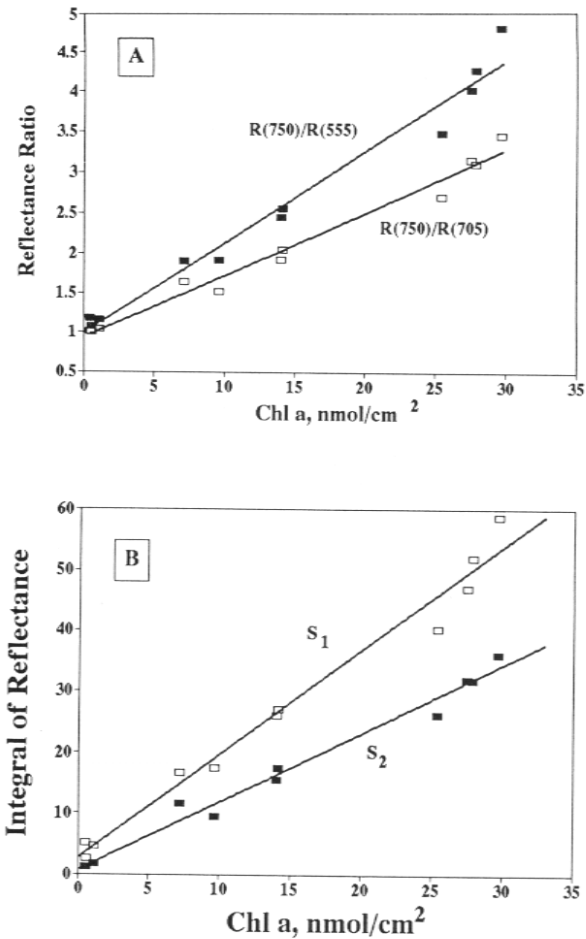 5
4.5
4
3.5
3
2.5
2
1.5
1
0.5
A
R(750)/R(555)
R(750)/R(705)
Reflectance Ratio
0 5 10 15 20 25 30 35
Chl a, nmol/cm 2
60
50
40
30
20
10
0
B
S1
S2
Integral of Reflectance
0 5 10 15 20 25 30 35
Chl a, nmol/cm2